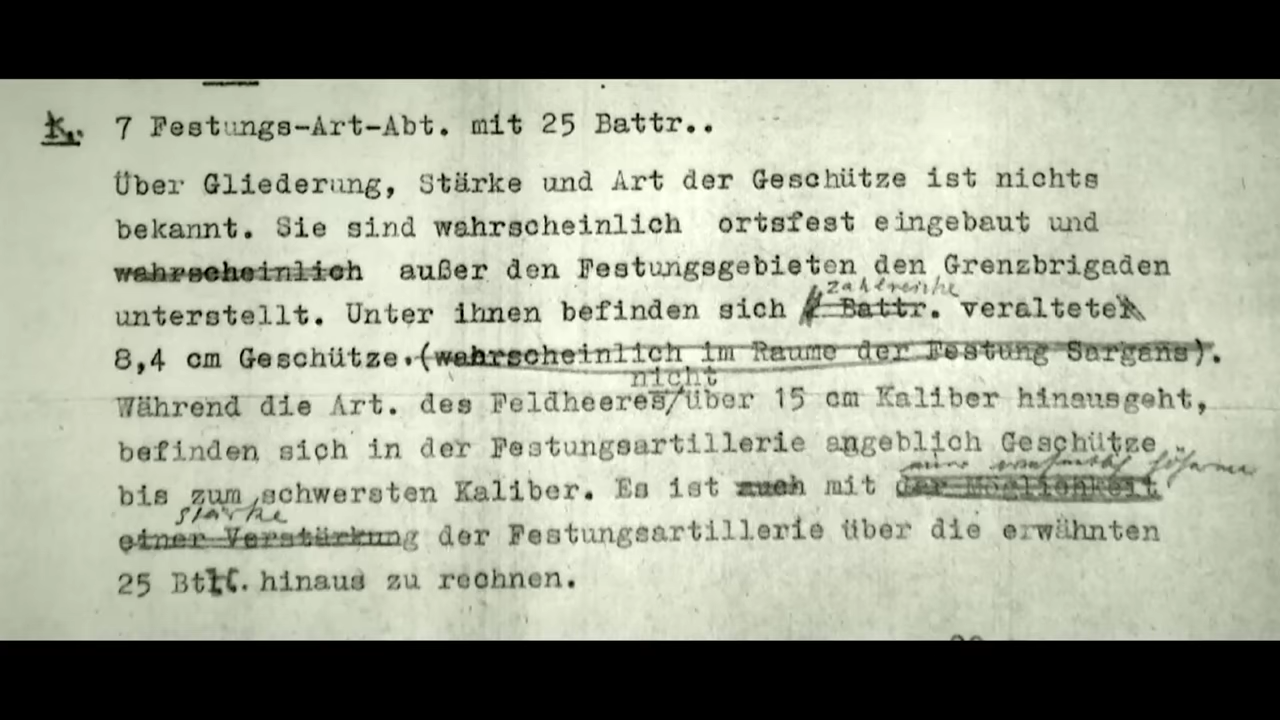 k. 7 Festungs-Art-Abt. mit 25 Battr..
Über Gliederung, Stärke und Art der Geschütze ist nichts
bekannt. Sie sind wahrscheinlich ortsfest eingebaut und
wahrscheinlich außer den Festungsgebieten den Grenzbrigaden
zahlreiche
unterstellt. Unter ihnen befinden sich Battr. veraltete
8,4 cm Geschütze.(wahrscheinlich im Raume der Festung Sargans).
nicht
Während die Art. des Feldheeres/über 15 cm Kaliber hinausgeht,
befinden sich in der Festungsartillerie angeblich Geschütze
bis zum schwersten Kaliber. Es ist auch mit der Möglichkeit
stärke
einer Verstärkung der Festungsartillerie über die erwähnten
25 hinaus zu rechnen.